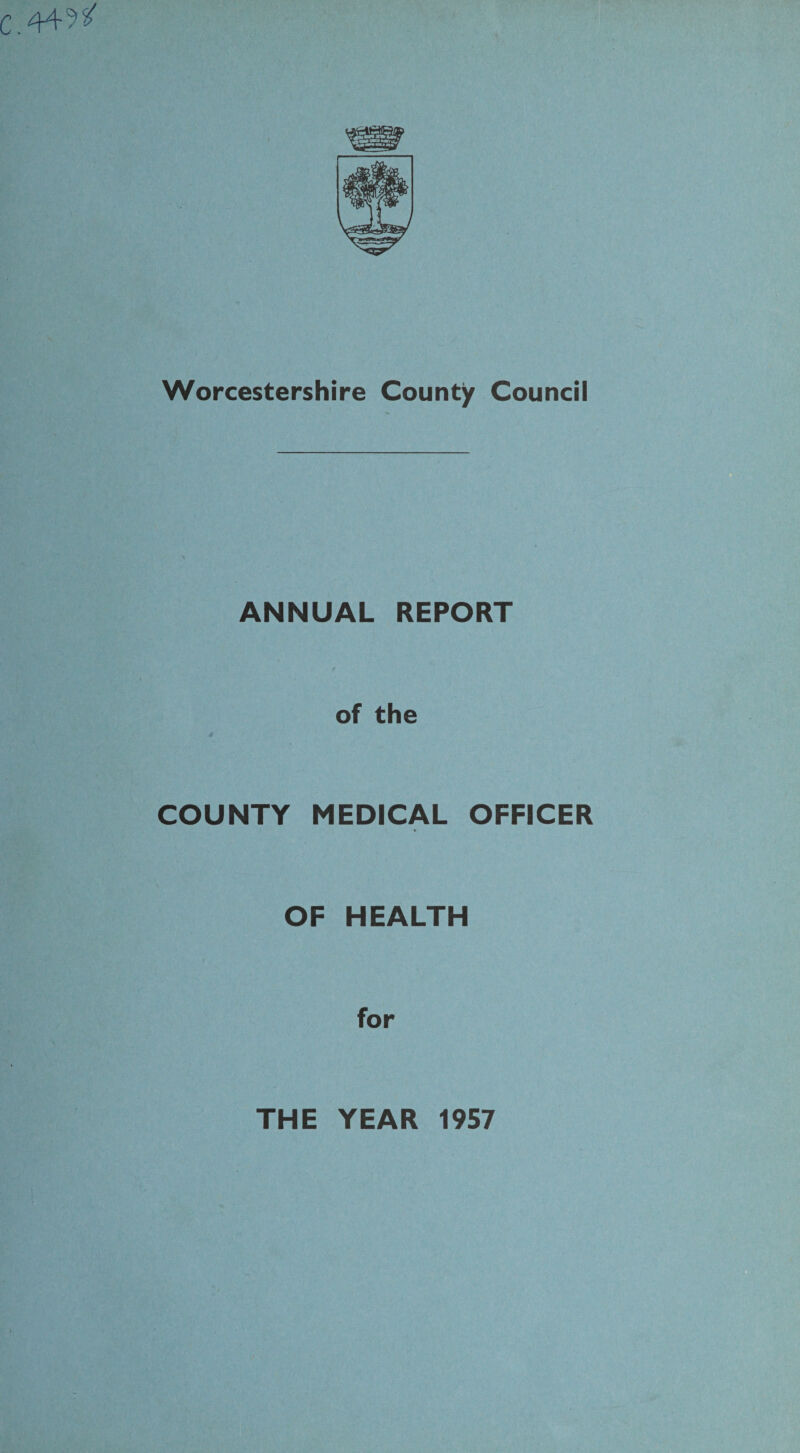 C.4498
Worcestershire County Council
ANNUAL REPORT
of the
COUNTY MEDICAL OFFICER
OF HEALTH
for
THE YEAR 1957